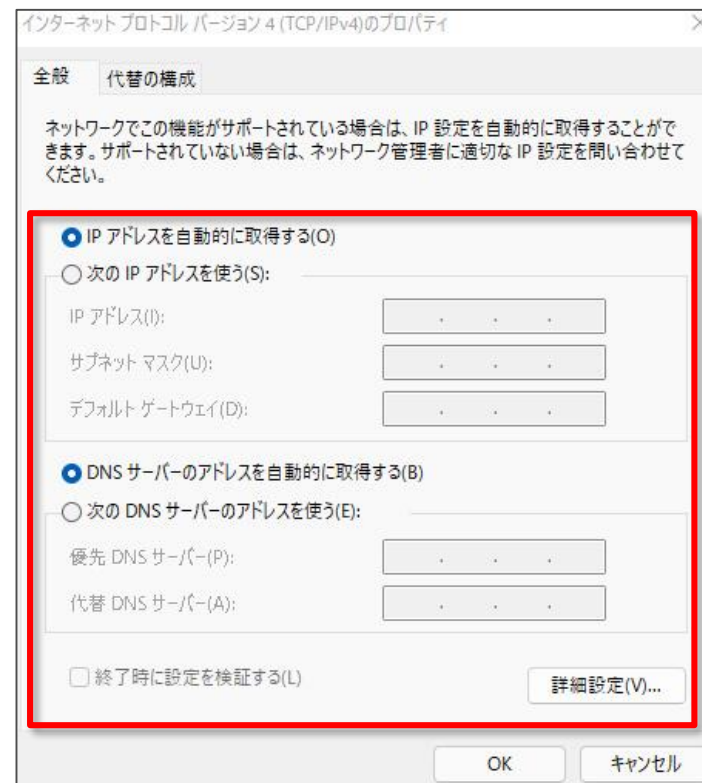 インターネット プロトコル バージョン 4 (TCP/IPv4)のプロパティ
全般
代替の構成
ネットワークでこの機能がサポートされている場合は、IP 設定を自動的に取得することがで
きます。サポートされていない場合は、ネットワーク管理者に適切な IP 設定を問い合わせて
ください。
IP アドレスを自動的に取得する(O)
次の IP アドレスを使う(S):
IP アドレス(I):
サブネット マスク(U):
デフォルト ゲートウェイ(D):
DNS サーバーのアドレスを自動的に取得する(B)
次の DNS サーバーのアドレスを使う(E):
優先 DNS サーバー(P):
代替 DNS サーバー(A):
終了時に設定を検証する(L)
詳細設定(V)...
OK
キャンセル